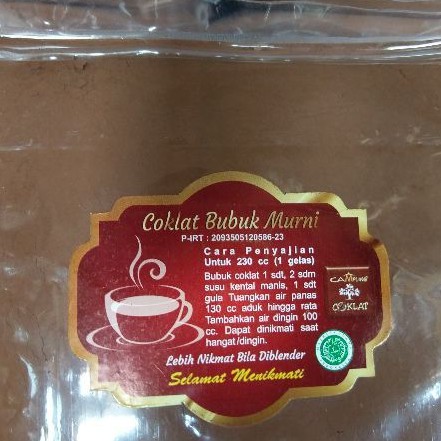 Coklat Bubuk Murni
P-IRT : 2093505120586-23
Cara Penyajian
Untuk 230 cc (1 gelas)
Bubuk coklat 1 sdt, 2 sdm
susu kental manis, 1 sdt
gula Tuangkan air panas
130 cc aduk hingga rata
Tambahkan air dingin 100
cc. Dapat dinikmati saat
hangat/dingin.
Lebih Nikmat Bila Diblender
Selamat Menikmati
COKLAT